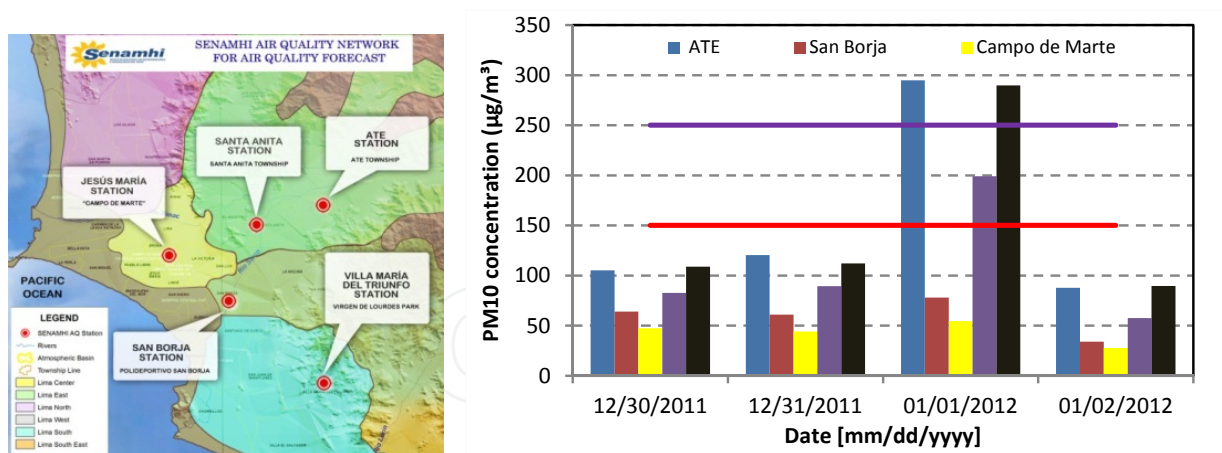 Senamhi
SENAMHI AIR QUALITY NETWORK
FOR AIR QUALITY FORECAST
SANTA ANITA
STATION
SANTA ANITA TOWNSHIP
ATE
STATION
ATE TOWNSHIP
JESÚS MARÍA
STATION
"CAMPO DE MARTE"
PACIFIC
OCEAN
VILLA MARÍA
DEL TRIUNFO
STATION
VIRGEN DE LOURDES PARK
SAN BORJA
STATION
POLIDEPORTIVO SAN BORJA
LEGEND
SENAMHI AQ Station
Rivers
Atmospheric Basin
Township Line
Lima Center
Lima East
Lima North
Lima West
Lima South
Lima South East
PM10 concentration (µg/m³)
350
300
250
200
150
100
50
0
ATE San Borja Campo de Marte
12/30/2011 12/31/2011 01/01/2012 01/02/2012
Date [mm/dd/yyyy]